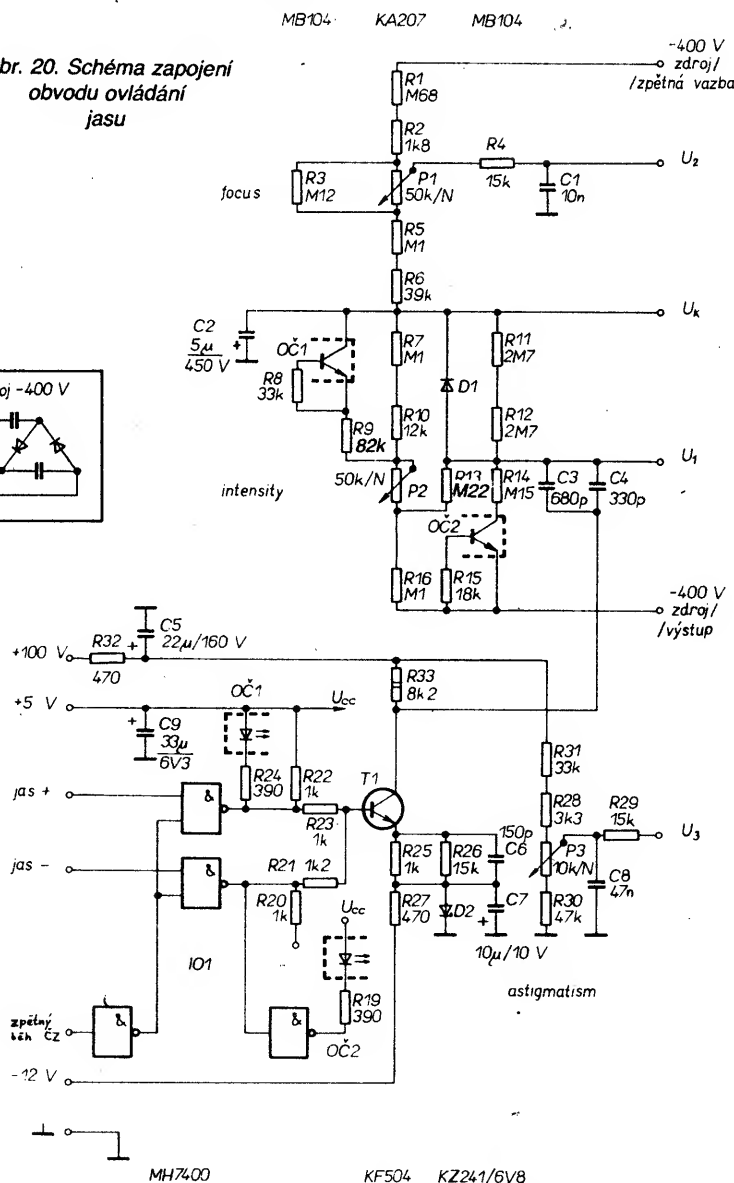 MB104 KA207 MB104
br. 20. Schéma zapojení
obvodu ovládání
jasu
-400 V
zdroj/
/zpětná vazba
R1
M68
R2
1k8
R4
15k
U2
focus
R3
M12
P1
50k/N
C1
10n
R5
M1
R6
39k
Uk
C2
5μ
450 V
OČ1
R7
M1
R11
2M7
R8
33k
D1
oj -400 V
R9
82k
R10
12k
R12
2M7
U1
intensity
50k/N
P2
R13
M22
R14
M15
C3
680p
C4
330p
OČ2
R16
M1
R15
18k
-400 V
zdroj/
/výstup
+100 V
R32
470
C5
22μ/160 V
R33
8k2
+5 V
OČ1
Ucc
C9
33μ
6V3
R31
33k
jas +
&
R24
390
R22
1k
R23
1k
T1
R28
3k3
R29
15k
U3
150p
C6
jas -
&
R21 1k2
R25
1k
R26
15k
P3
10k/N
C8
47n
R20
1k
Ucc
R27
470
D2
C7
10μ/10 V
R30
47k
IO1
astigmatism
zpětný
běh ČZ
&
&
R19
390
OČ2
-12 V
MH7400 KF504 KZ241/6V8